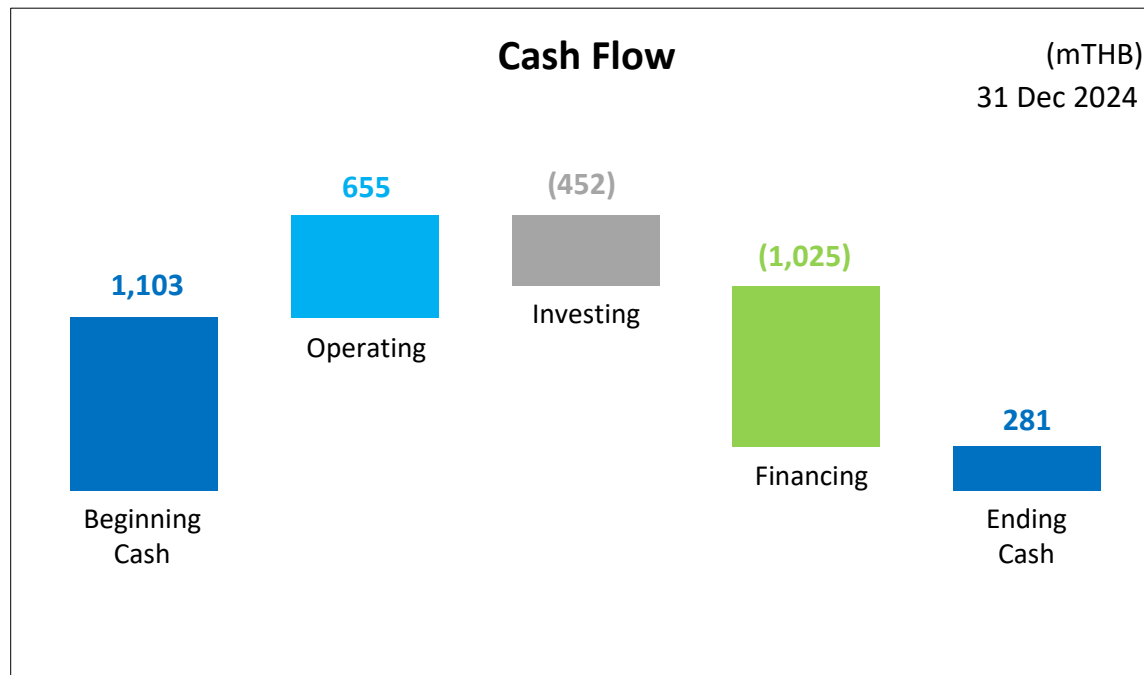 Cash Flow
(mTHB)
31 Dec 2024
1,103
655
(452)
(1,025)
281
Beginning
Cash
Operating
Investing
Financing
Ending
Cash